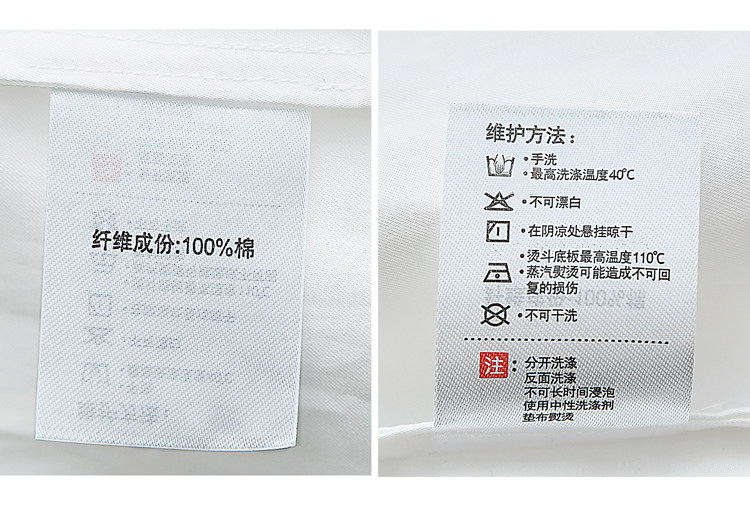 纤维成份:100%棉
维护方法:
•手洗
•最高洗涤温度40℃
•不可漂白
•在阴凉处悬挂晾干
•烫斗底板最高温度110℃
•蒸汽熨烫可能造成不可回
复的损伤
•不可干洗
注:分开洗涤
反面洗涤
不可长时间浸泡
使用中性洗涤剂
垫布熨烫